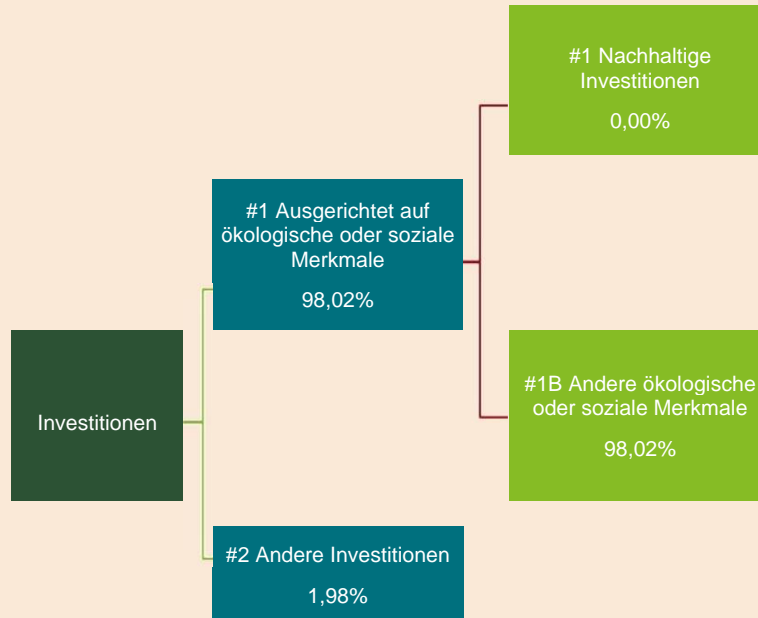 #1 Nachhaltige
Investitionen
0,00%
#1 Ausgerichtet auf
ökologische oder soziale
Merkmale
98,02%
Investitionen
#1B Andere ökologische
oder soziale Merkmale
98,02%
#2 Andere Investitionen
1,98%